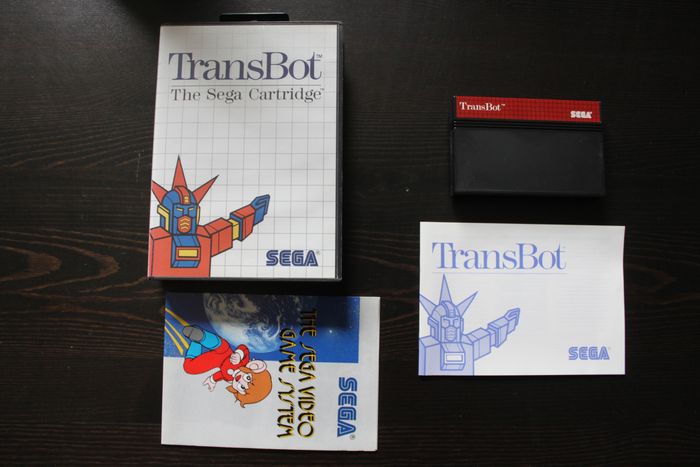 TransBot™
The Sega Cartridge™
SEGA®
TransBot™
SEGA®
TransBot
SEGA®
THE SEGA VIDEO
GAME SYSTEM
SEGA®